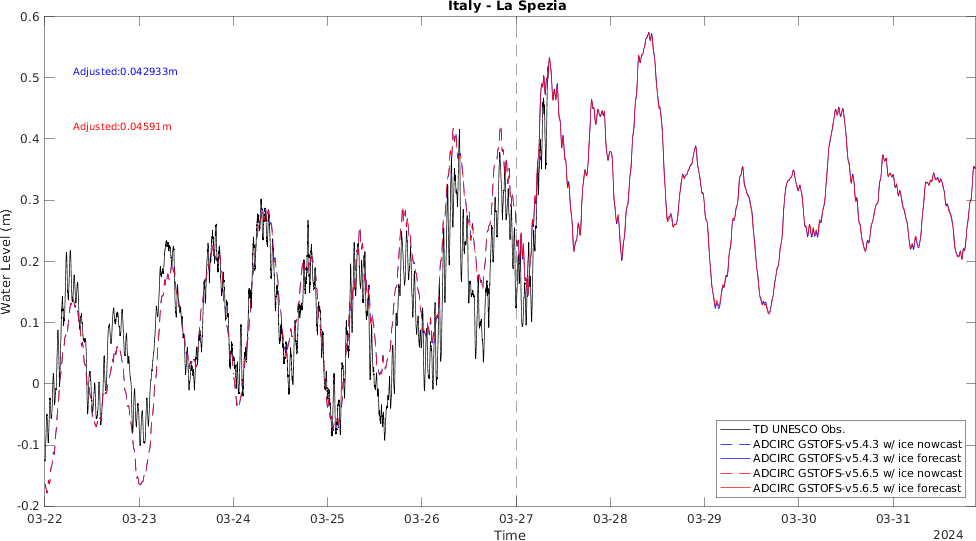 Italy - La Spezia
0.6
0.5
0.4
0.3
0.2
0.1
0
-0.1
-0.2
Water Level (m)
Adjusted:0.042933m
Adjusted:0.04591m
TD UNESCO Obs.
ADCIRC GSTOFS-v5.4.3 w/ ice nowcast
ADCIRC GSTOFS-v5.4.3 w/ ice forecast
ADCIRC GSTOFS-v5.6.5 w/ ice nowcast
ADCIRC GSTOFS-v5.6.5 w/ ice forecast
03-22 03-23 03-24 03-25 03-26 03-27 03-28 03-29 03-30 03-31
Time
2024